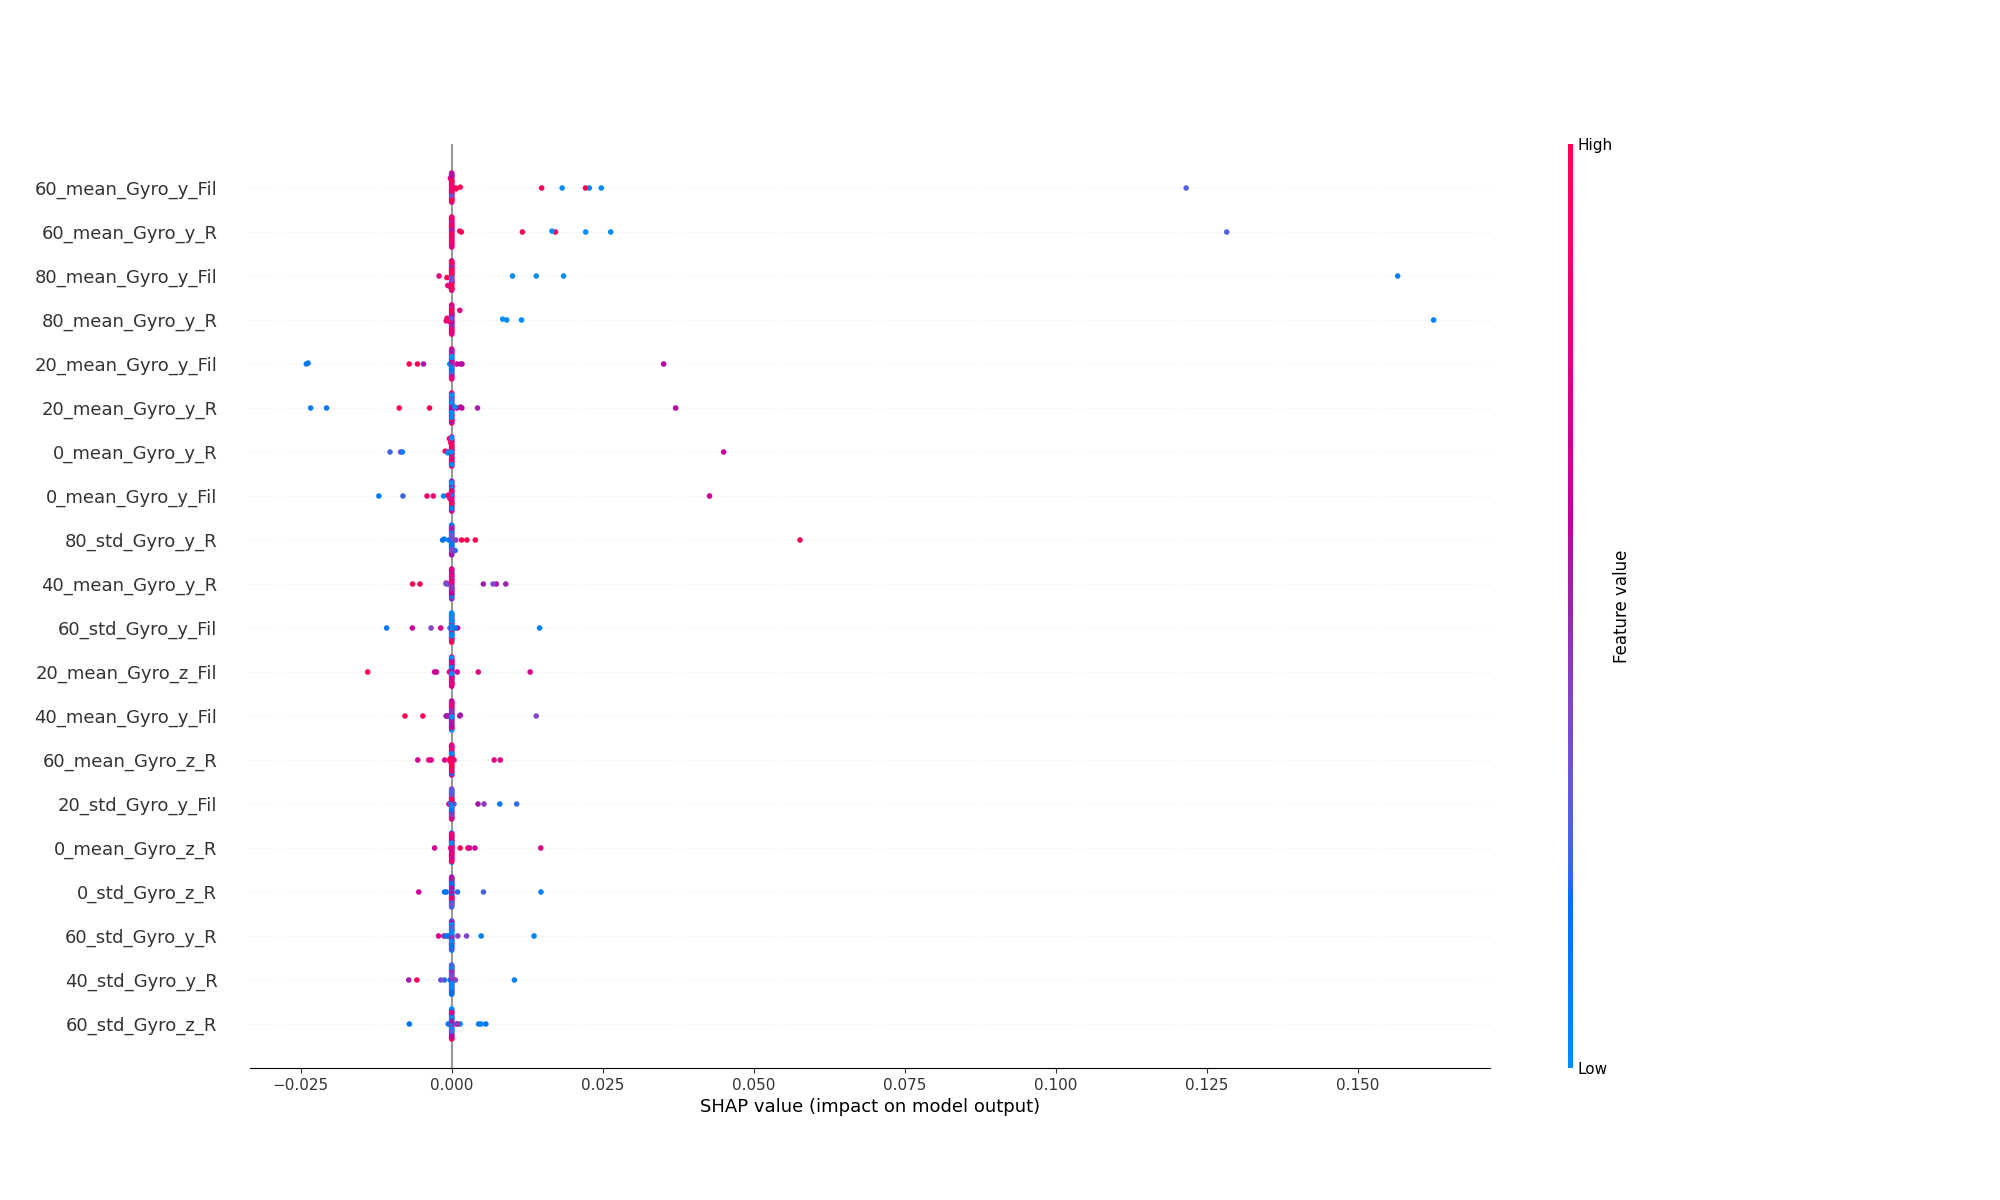 High
60_mean_Gyro_y_Fil
60_mean_Gyro_y_R
80_mean_Gyro_y_Fil
80_mean_Gyro_y_R
20_mean_Gyro_y_Fil
20_mean_Gyro_y_R
0_mean_Gyro_y_R
0_mean_Gyro_y_Fil
80_std_Gyro_y_R
40_mean_Gyro_y_R
60_std_Gyro_y_Fil
20_mean_Gyro_z_Fil
40_mean_Gyro_y_Fil
60_mean_Gyro_z_R
20_std_Gyro_y_Fil
0_mean_Gyro_z_R
0_std_Gyro_z_R
60_std_Gyro_y_R
40_std_Gyro_y_R
60_std_Gyro_z_R
Feature value
Low
−0.025 0.000 0.025 0.050 0.075 0.100 0.125 0.150
SHAP value (impact on model output)